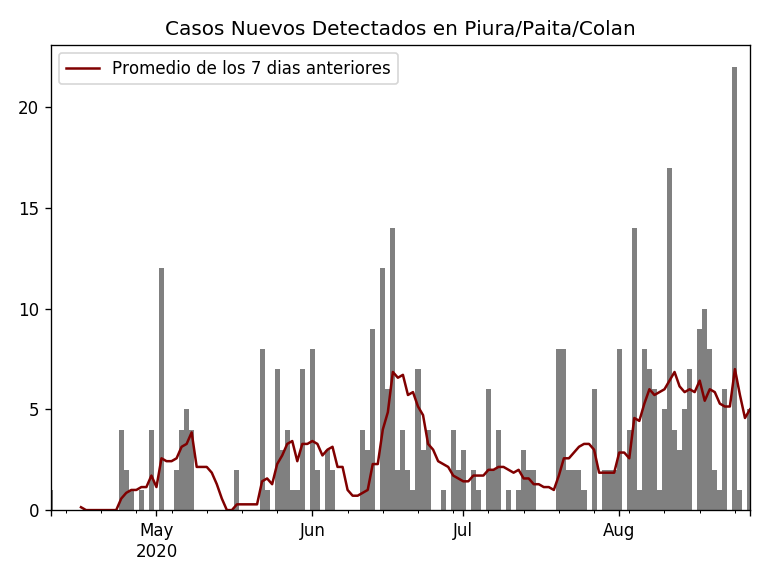 Casos Nuevos Detectados en Piura/Paita/Colan
Promedio de los 7 dias anteriores
20
15
10
5
0
May Jun Jul Aug
2020